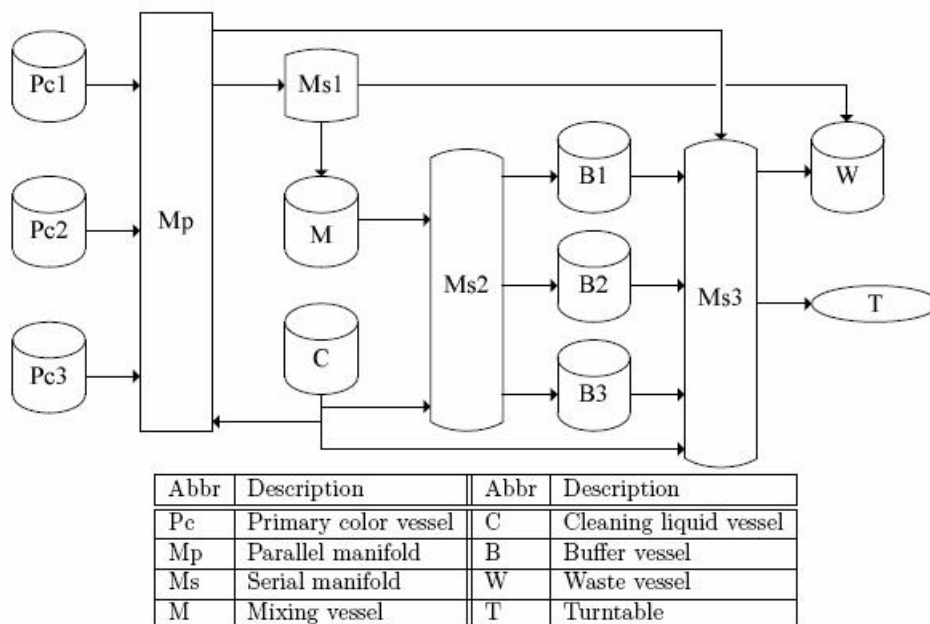 Pc1
Ms1
W
B1
Pc2
Mp
M
Ms2
B2
Ms3
T
C
Pc3
B3
Abbr Description Abbr Description
Pc Primary color vessel C Cleaning liquid vessel
Mp Parallel manifold B Buffer vessel
Ms Serial manifold W Waste vessel
M Mixing vessel T Turntable